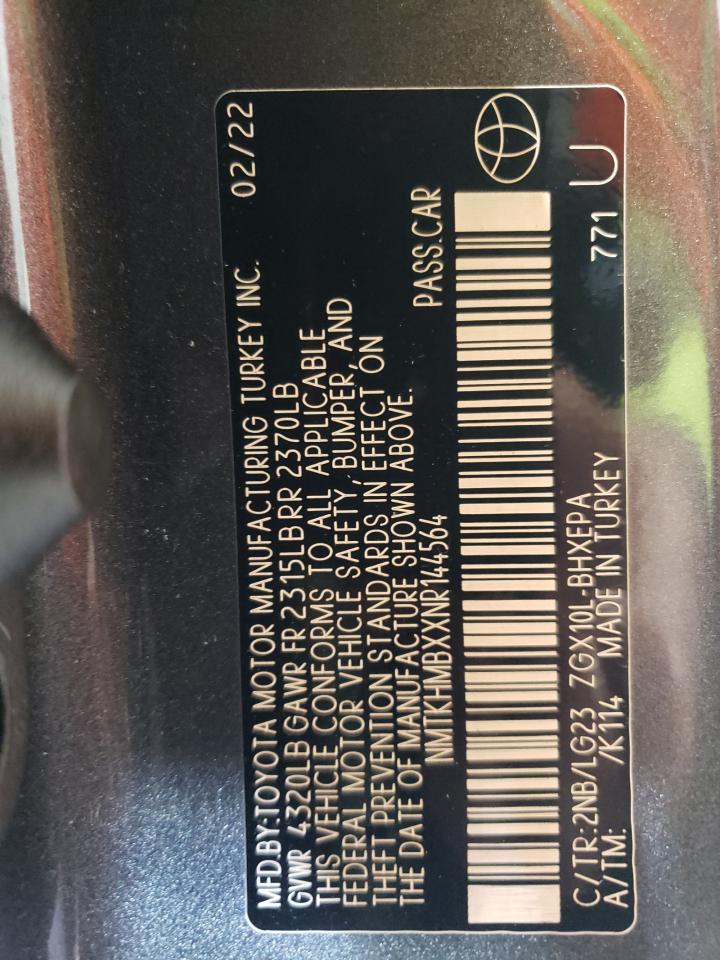 MFD.BY:TOYOTA MOTOR MANUFACTURING TURKEY INC. 02/22
GVWR 4320LB GAWR FR 2315LB RR 2370LB
THIS VEHICLE CONFORMS TO ALL APPLICABLE
FEDERAL MOTOR VEHICLE SAFETY, BUMPER, AND
THEFT PREVENTION STANDARDS IN EFFECT ON
THE DATE OF MANUFACTURE SHOWN ABOVE.
NMTKHMBXXNR144564 PASS.CAR
C/TR:2NB/LG23 ZGX10L-BHXEPA 771 U
A/TM: /K114 MADE IN TURKEY